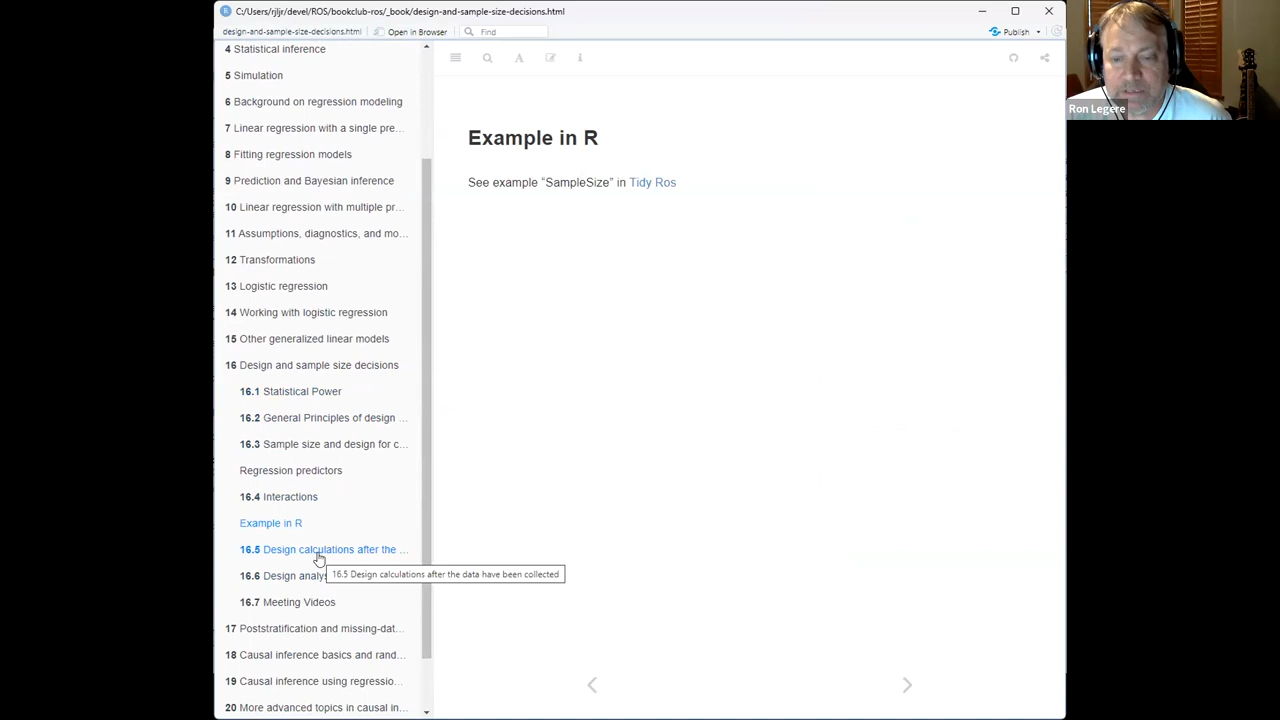 C:/Users/rjljr/devel/ROS/bookclub-ros/_book/design-and-sample-size-decisions.html
design-and-sample-size-decisions.html
Open in Browser
Find
Publish
4 Statistical inference
5 Simulation
6 Background on regression modeling
7 Linear regression with a single pre...
8 Fitting regression models
9 Prediction and Bayesian inference
10 Linear regression with multiple pr...
11 Assumptions, diagnostics, and mo...
12 Transformations
13 Logistic regression
14 Working with logistic regression
15 Other generalized linear models
16 Design and sample size decisions
16.1 Statistical Power
16.2 General Principles of design ...
16.3 Sample size and design for c...
Regression predictors
16.4 Interactions
Example in R
16.5 Design calculations after the ...
16.6 Design analys
16.5 Design calculations after the data have been collected
16.7 Meeting Videos
17 Poststratification and missing-dat...
18 Causal inference basics and rand...
19 Causal inference using regressio...
20 More advanced topics in causal in...
Example in R
See example “SampleSize” in Tidy Ros
Ron Legere